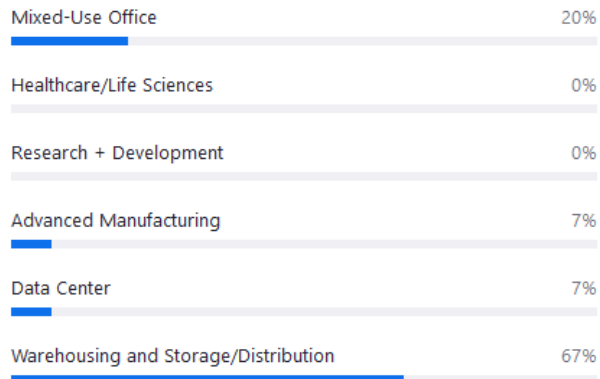 Mixed-Use Office 20%
Healthcare/Life Sciences 0%
Research + Development 0%
Advanced Manufacturing 7%
Data Center 7%
Warehousing and Storage/Distribution 67%